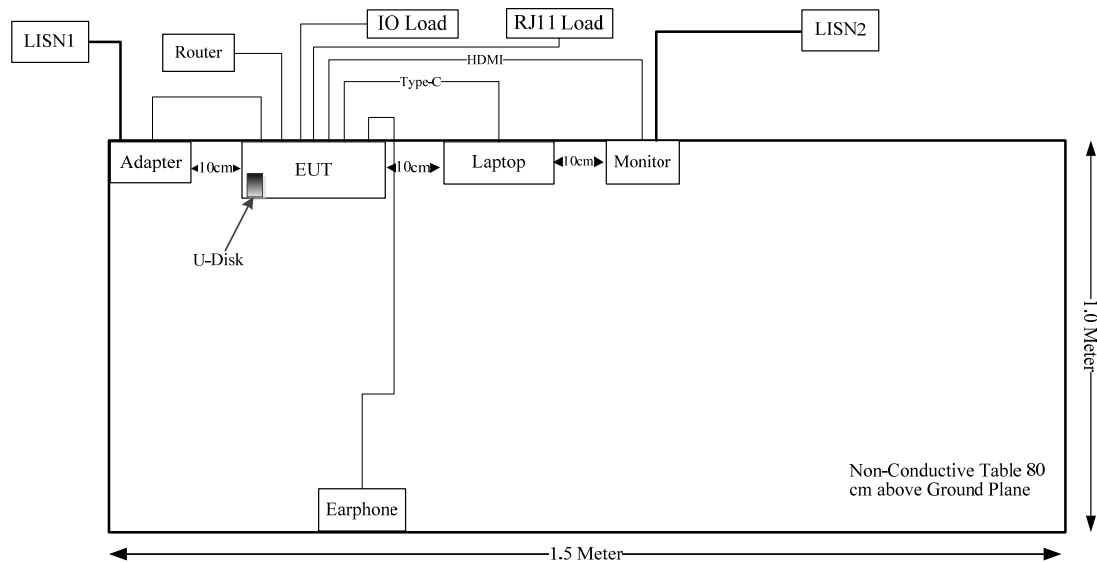 LISN1
IO Load
RJ11 Load
LISN2
Router
HDMI
Type-C
Adapter
10cm
EUT
10cm
Laptop
10cm
Monitor
U-Disk
1.0 Meter
Non-Conductive Table 80
cm above Ground Plane
Earphone
1.5 Meter